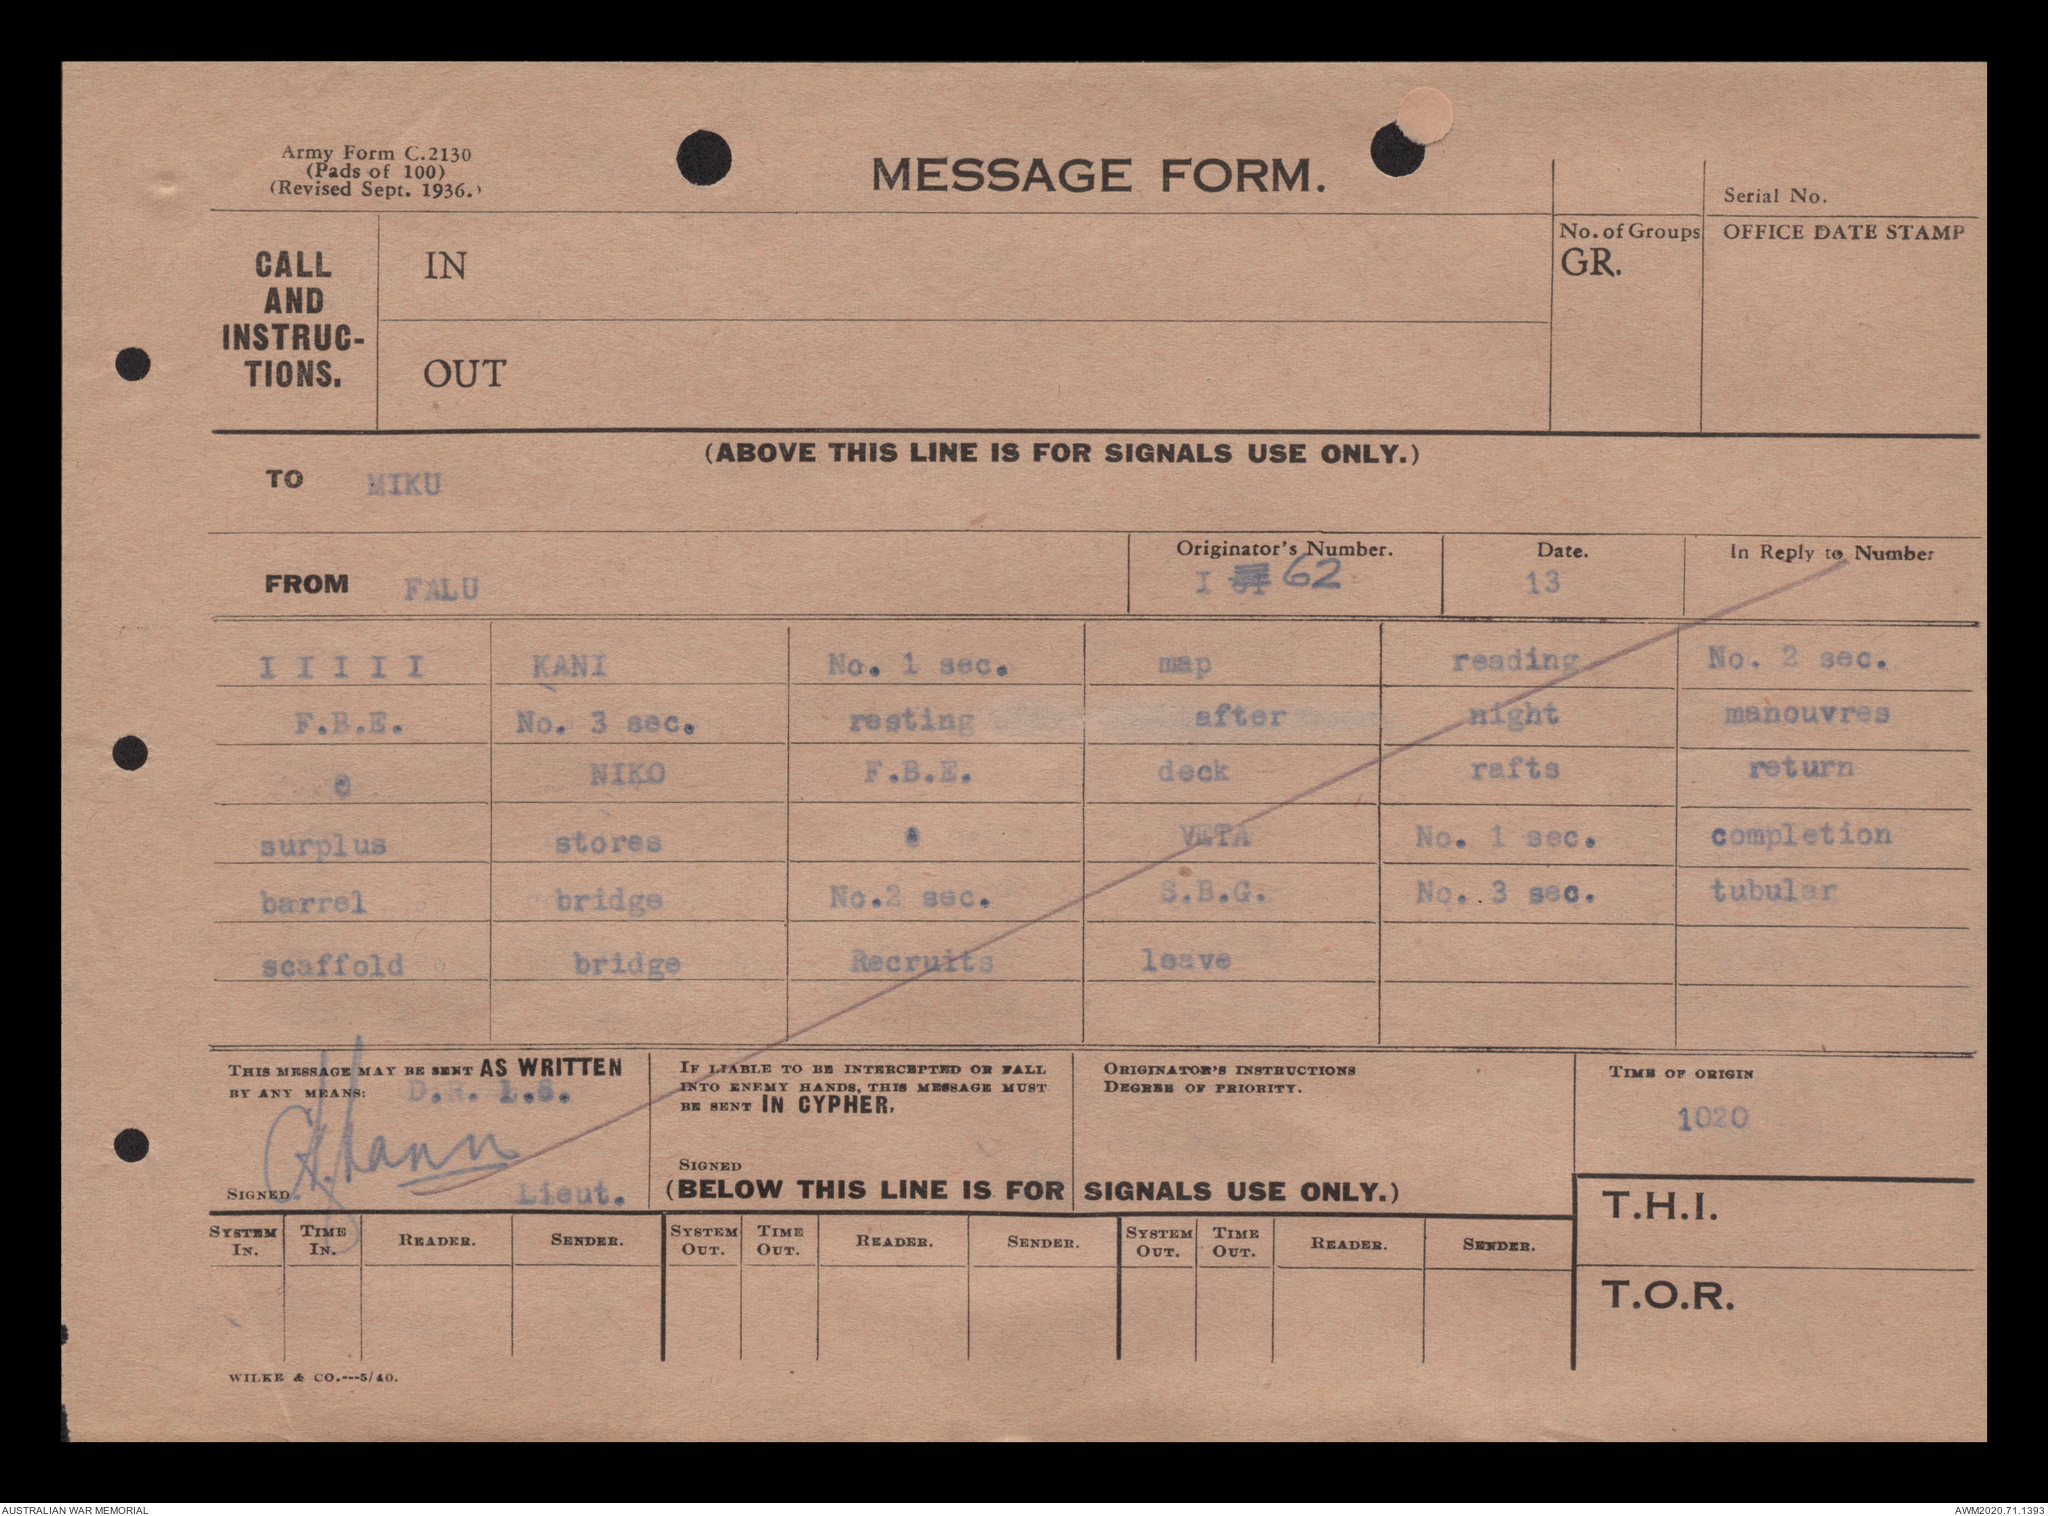 Army Form C.2130
(Pads of 100)
(Revised Sept. 1936.)
MESSAGE FORM.
Serial No.
CALL
AND
INSTRUC-
TIONS.
IN
OUT
No. of Groups
GR.
OFFICE DATE STAMP
(ABOVE THIS LINE IS FOR SIGNALS USE ONLY.)
TO MIKU
FROM FALU
Originator's Number.
I 62
Date.
13
In Reply to Number
I I I I I KANI No. 1 sec. map reading No. 2 sec.
F.B.E. No. 3 sec. resting after night manouvres
NIKO F.B.E. deck rafts return
surplus stores VETA No. 1 sec. completion
barrel bridge No.2 sec. S.B.G. No. 3 sec. tubular
scaffold bridge Recruits leave
THIS MESSAGE MAY BE SENT AS WRITTEN
BY ANY MEANS: D.R. L.S.
SIGNED Lieut.
IF LIABLE TO BE INTERCEPTED OR FALL
INTO ENEMY HANDS, THIS MESSAGE MUST
BE SENT IN CYPHER.
SIGNED
ORIGINATOR'S INSTRUCTIONS
DEGREE OF PRIORITY.
TIME OF ORIGIN
1020
(BELOW THIS LINE IS FOR SIGNALS USE ONLY.)
T.H.I.
T.O.R.
SYSTEM IN. TIME IN. READER. SENDER. SYSTEM OUT. TIME OUT. READER. SENDER. SYSTEM OUT. TIME OUT. READER. SENDER.
WILKE & CO.---5/40.
AUSTRALIAN WAR MEMORIAL
AWM2020.71.1393